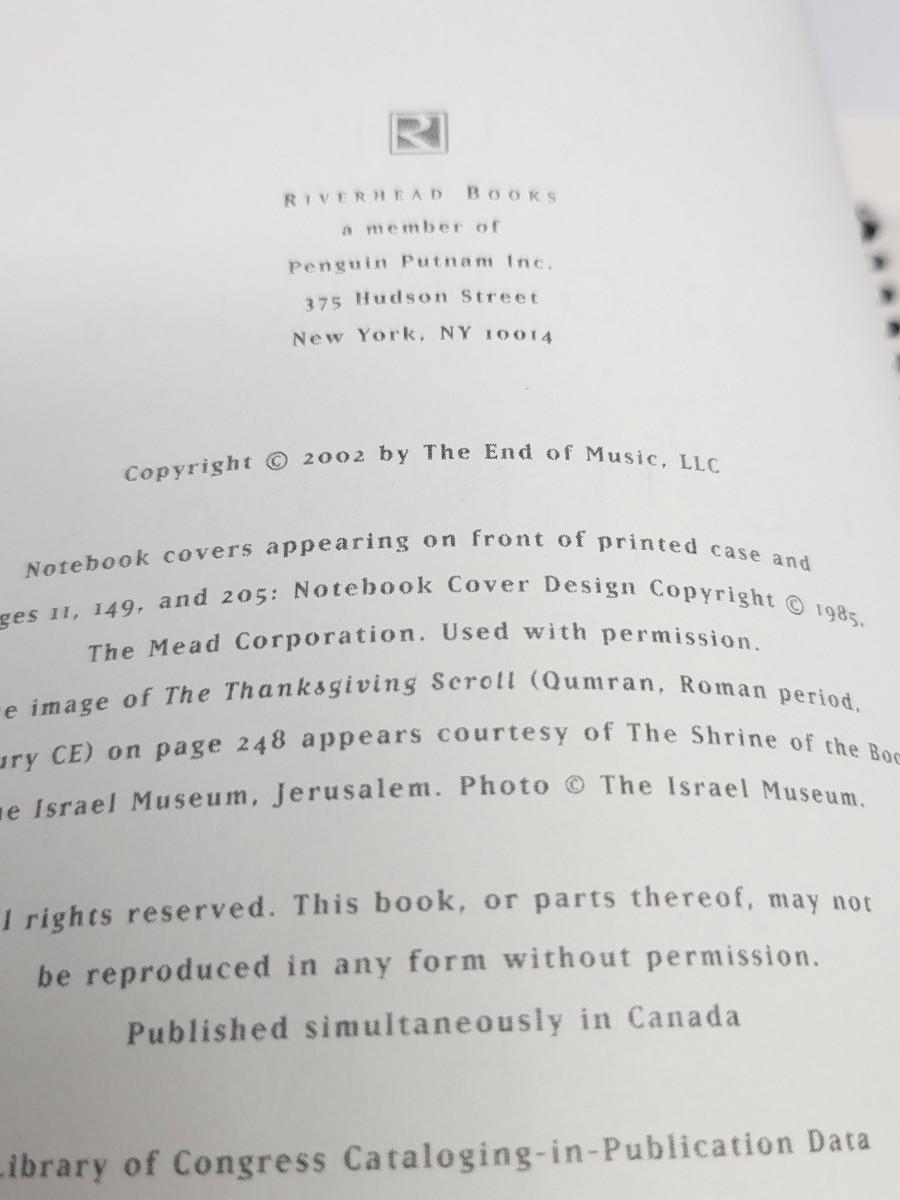 R
RIVERHEAD BOOKS
a member of
Penguin Putnam Inc.
375 Hudson Street
New York, NY 10014
Copyright © 2002 by The End of Music, LLC
Notebook covers appearing on front of printed case and
ges 11, 149, and 205: Notebook Cover Design Copyright © 1985,
The Mead Corporation. Used with permission.
e image of The Thanksgiving Scroll (Qumran, Roman period,
ury CE) on page 248 appears courtesy of The Shrine of the Boo
e Israel Museum, Jerusalem. Photo © The Israel Museum.
l rights reserved. This book, or parts thereof, may not
be reproduced in any form without permission.
Published simultaneously in Canada
Library of Congress Cataloging-in-Publication Data